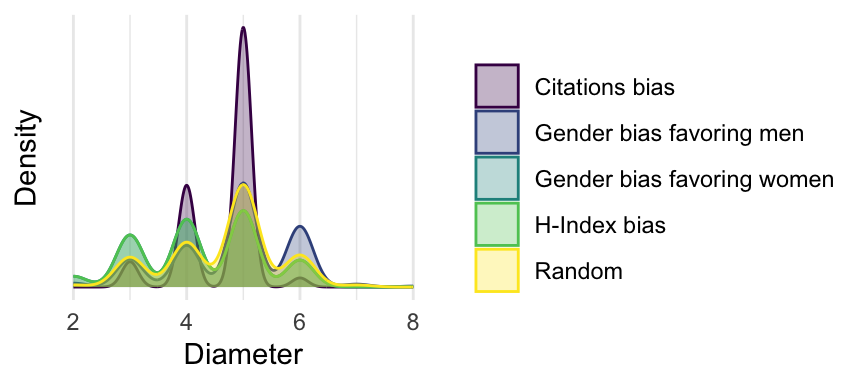 Density
2 4 6 8
Diameter
Citations bias
Gender bias favoring men
Gender bias favoring women
H-Index bias
Random